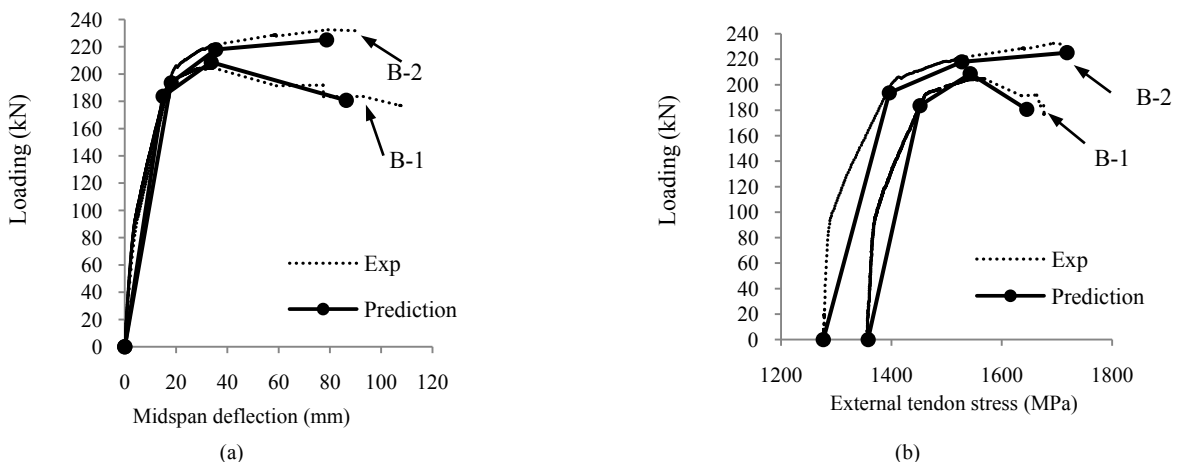 Loading (kN)
240
220
200
180
160
140
120
100
80
60
40
20
0
B-2
B-1
Exp
Prediction
0 20 40 60 80 100 120
Midspan deflection (mm)
(a)
Loading (kN)
240
220
200
180
160
140
120
100
80
60
40
20
0
B-2
B-1
Exp
Prediction
1200 1400 1600 1800
External tendon stress (MPa)
(b)